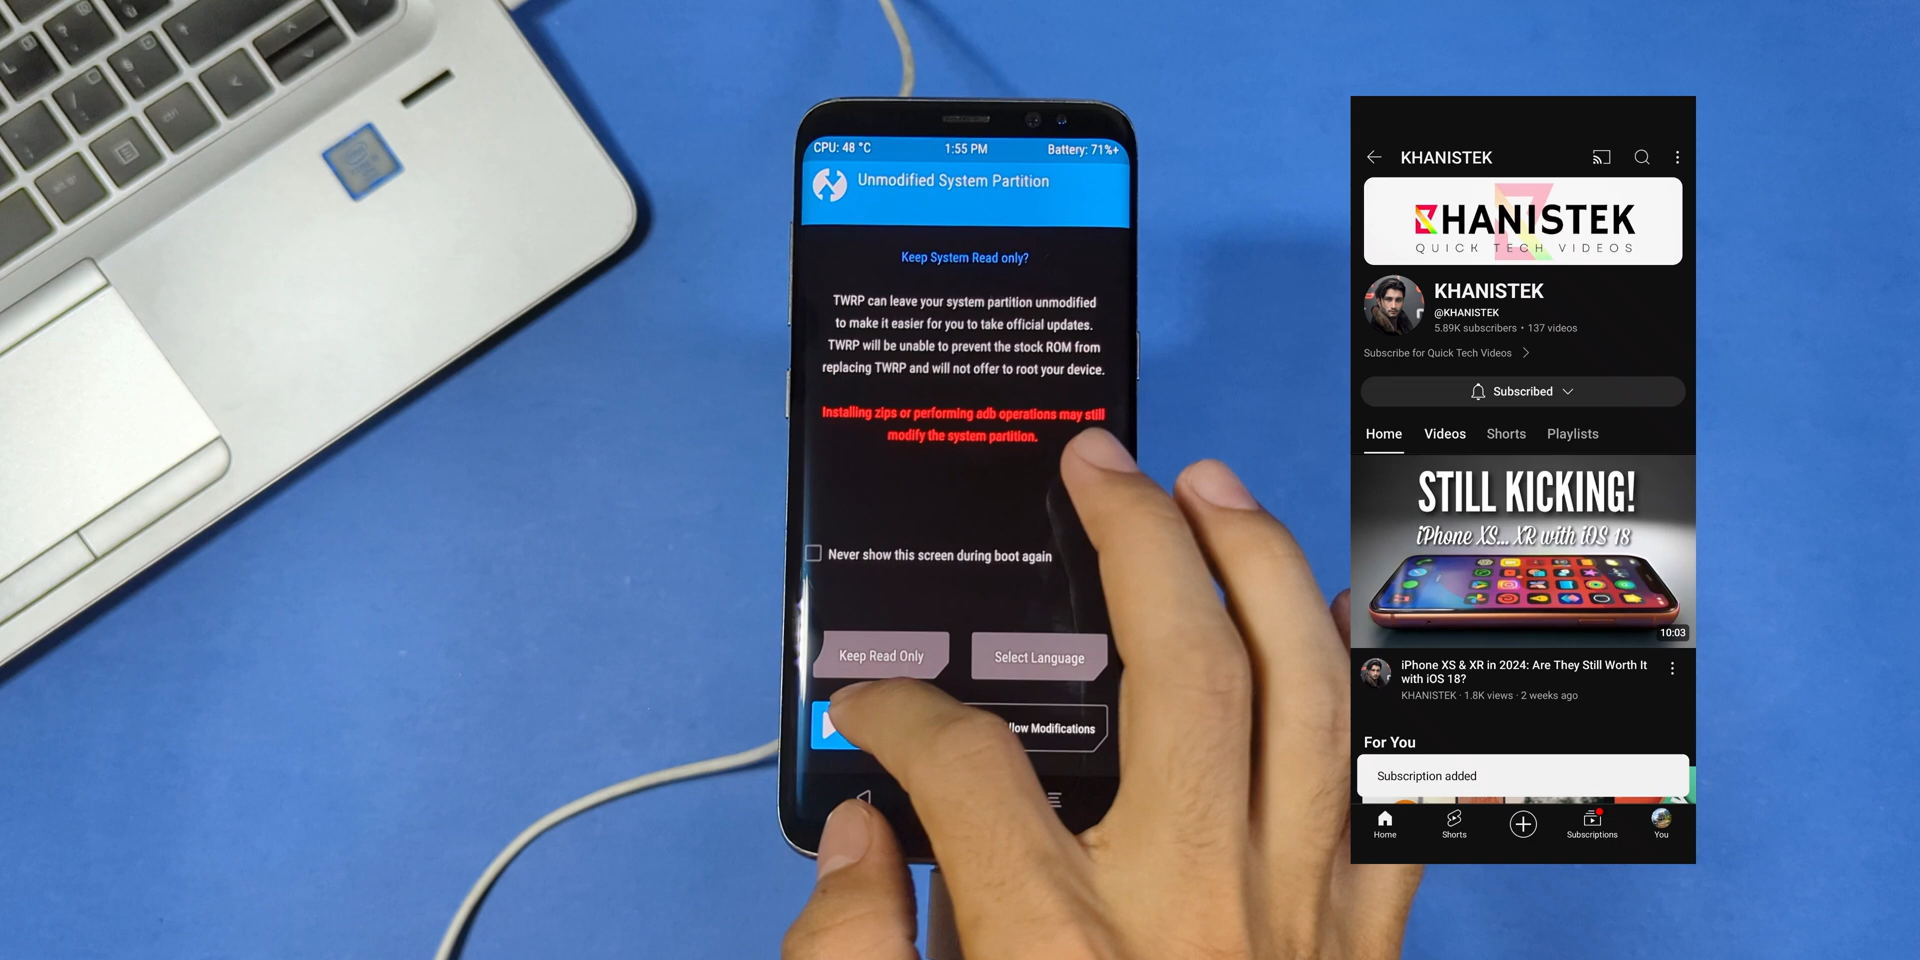 CPU: 48 °C
1:55 PM
Battery: 71%+
Unmodified System Partition
Keep System Read only?
TWRP can leave your system partition unmodified
to make it easier for you to take official updates.
TWRP will be unable to prevent the stock ROM from
replacing TWRP and will not offer to root your device.
Installing zips or performing adb operations may still
modify the system partition.
Never show this screen during boot again
Keep Read Only
Select Language
low Modifications
KHANISTEK
HANISTEK
QUICK TECH VIDEOS
KHANISTEK
@KHANISTEK
5.89K subscribers • 137 videos
Subscribe for Quick Tech Videos
Subscribed
Home
Videos
Shorts
Playlists
STILL KICKING!
iPhone XS... XR with iOS 18
10:03
iPhone XS & XR in 2024: Are They Still Worth It
with iOS 18?
KHANISTEK · 1.8K views · 2 weeks ago
For You
Subscription added
Home
Shorts
Subscriptions
You